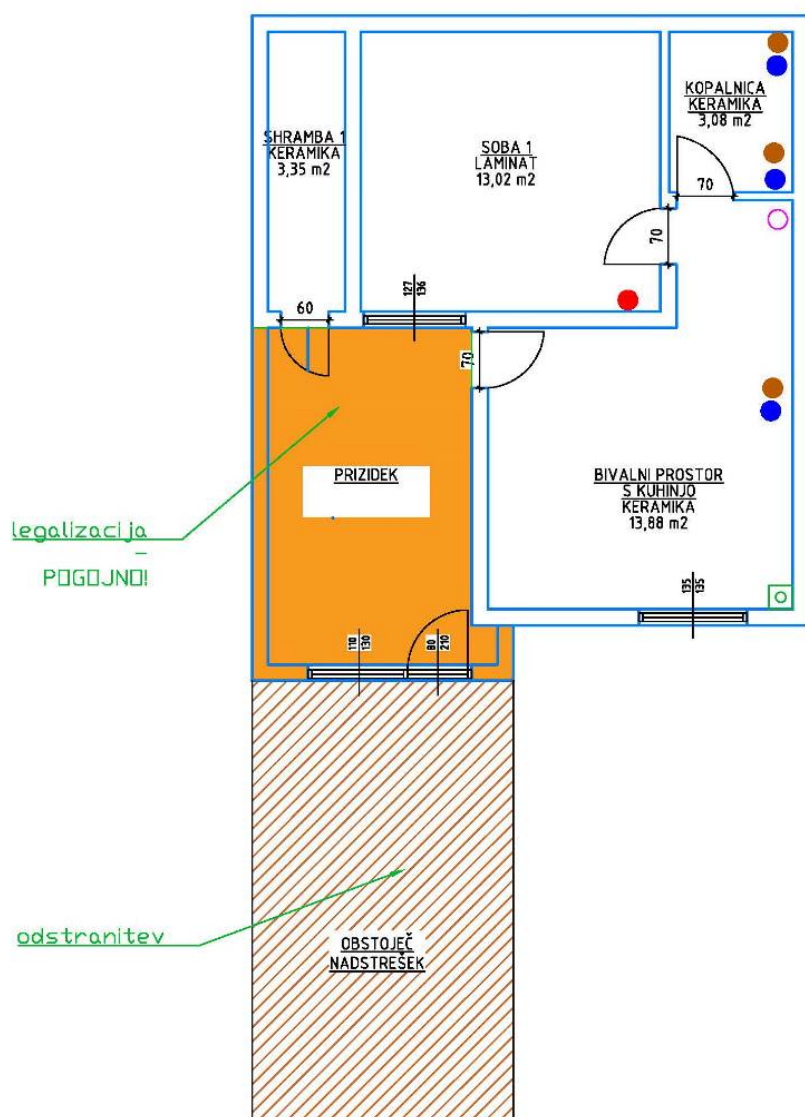 SHRAMBA 1
KERAMIKA
3,35 m2
SOBA 1
LAMINAT
13,02 m2
KOPALNICA
KERAMIKA
3,08 m2
70
70
60
127
136
70
PRIZIDEK
BIVALNI PROSTOR
S KUHINJO
KERAMIKA
13,88 m2
legalizacija
-
POGOJNO!
135
135
110
130
80
210
odstranitev
OBSTOJEČ
NADSTREŠEK